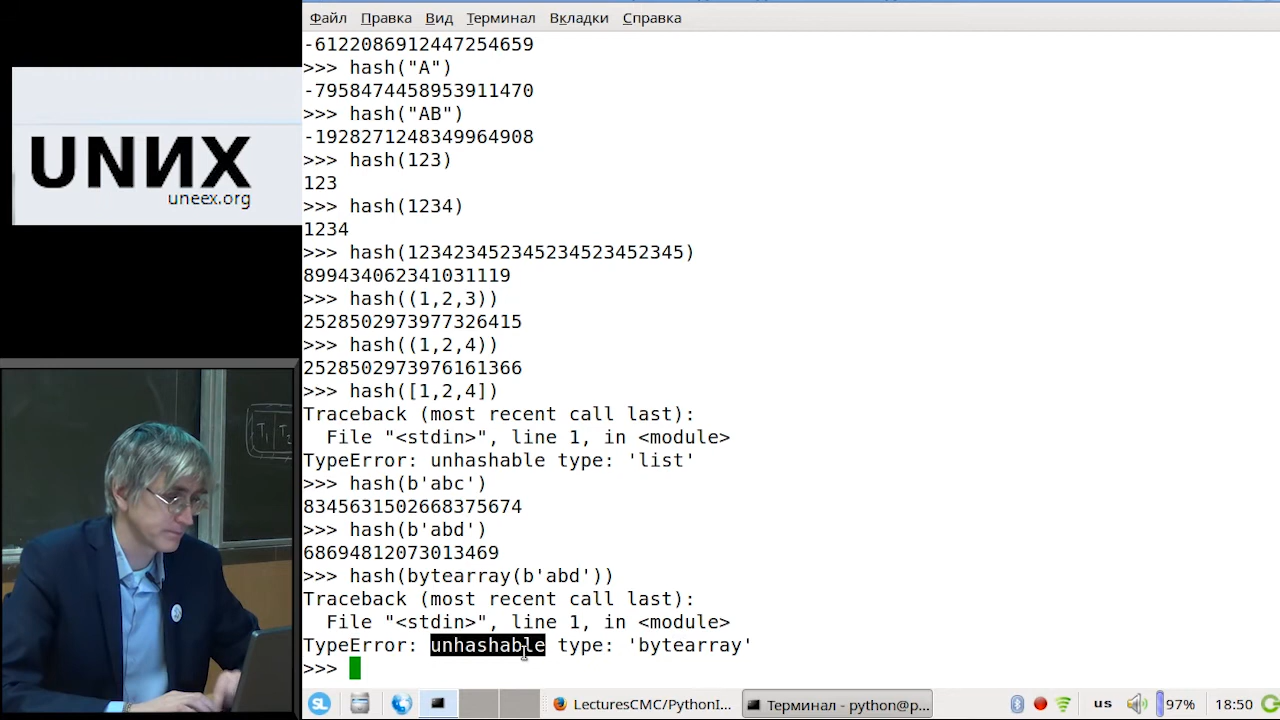 Файл Правка Вид Терминал Вкладки Справка
-6122086912447254659
>>> hash("A")
-7958474458953911470
>>> hash("AB")
-1928271248349964908
>>> hash(123)
123
>>> hash(1234)
1234
>>> hash(123423452345234523452345)
899434062341031119
>>> hash((1,2,3))
2528502973977326415
>>> hash((1,2,4))
2528502973976161366
>>> hash([1,2,4])
Traceback (most recent call last):
  File "<stdin>", line 1, in <module>
TypeError: unhashable type: 'list'
>>> hash(b'abc')
8345631502668375674
>>> hash(b'abd')
68694812073013469
>>> hash(bytearray(b'abd'))
Traceback (most recent call last):
  File "<stdin>", line 1, in <module>
TypeError: unhashable type: 'bytearray'
>>>
UNИX
uneex.org
T₁ T₂
LecturesCMC/PythonI... Терминал - python@p... us 97% 18:50